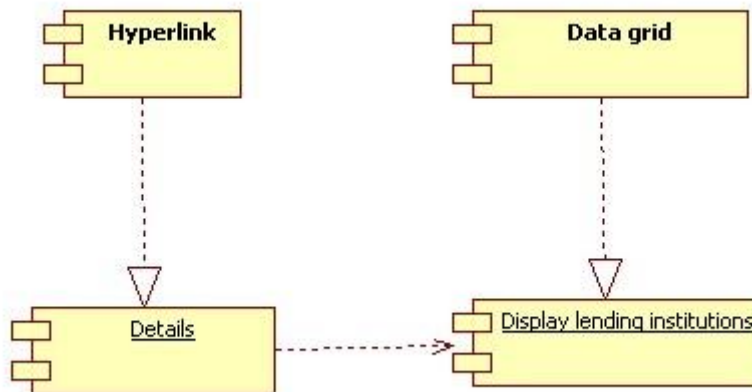 Hyperlink
Data grid
Details
Display lending institutions